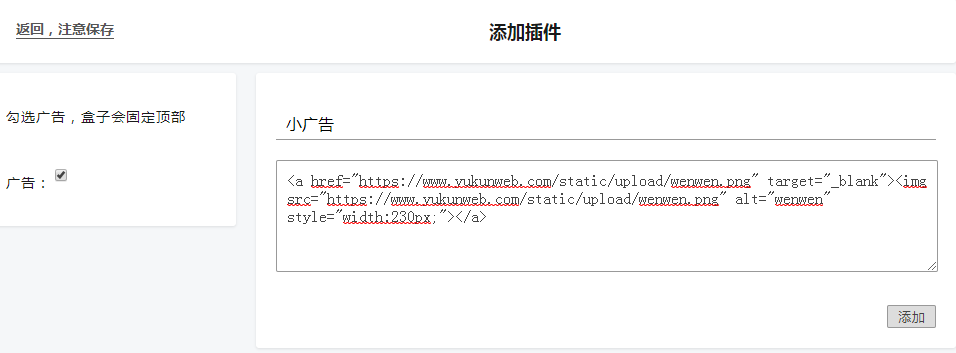 返回，注意保存
添加插件
勾选广告，盒子会固定顶部
广告：
小广告
<a href="https://www.yukunweb.com/static/upload/wenwen.png" target="_blank"><img
src="https://www.yukunweb.com/static/upload/wenwen.png" alt="wenwen"
style="width:230px;"></a>
添加